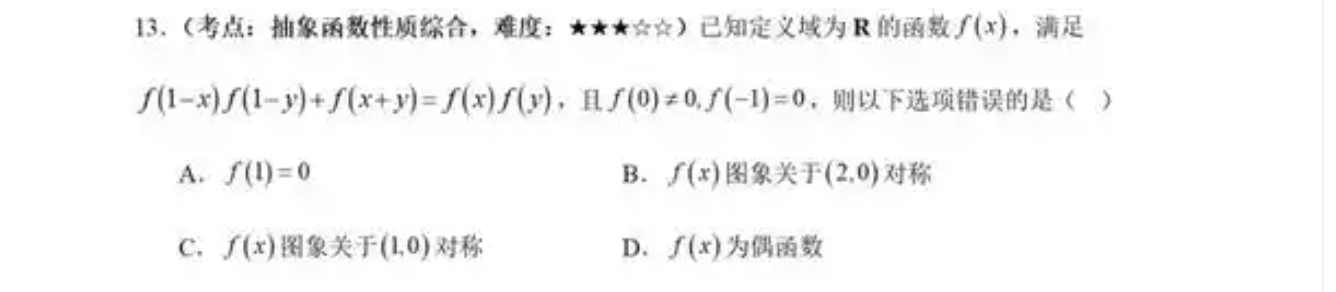 13.（考点：抽象函数性质综合，难度：★★★☆☆）已知定义域为 R 的函数 f(x)，满足
f(1-x)f(1-y)+f(x+y)=f(x)f(y)，且 f(0)≠0,f(-1)=0，则以下选项错误的是（ ）
A. f(1)=0 B. f(x)图象关于(2,0)对称
C. f(x)图象关于(1,0)对称 D. f(x)为偶函数